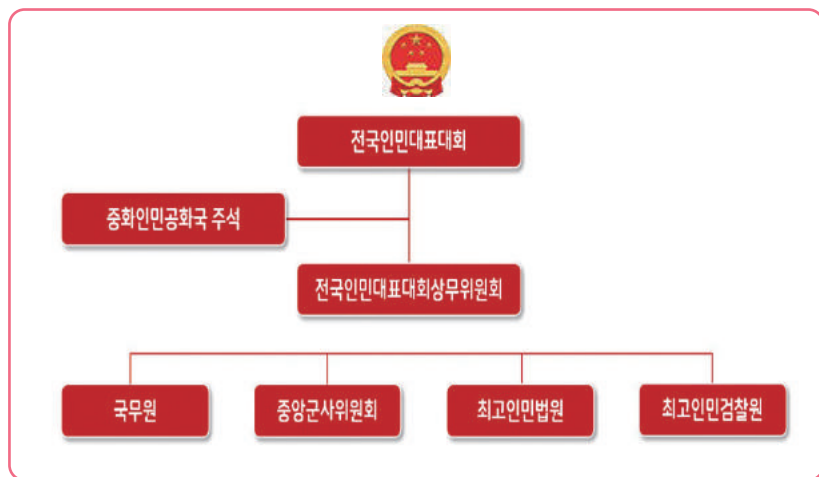 전국인민대표대회
중화인민공화국 주석
전국인민대표대회상무위원회
국무원
중앙군사위원회
최고인민법원
최고인민검찰원